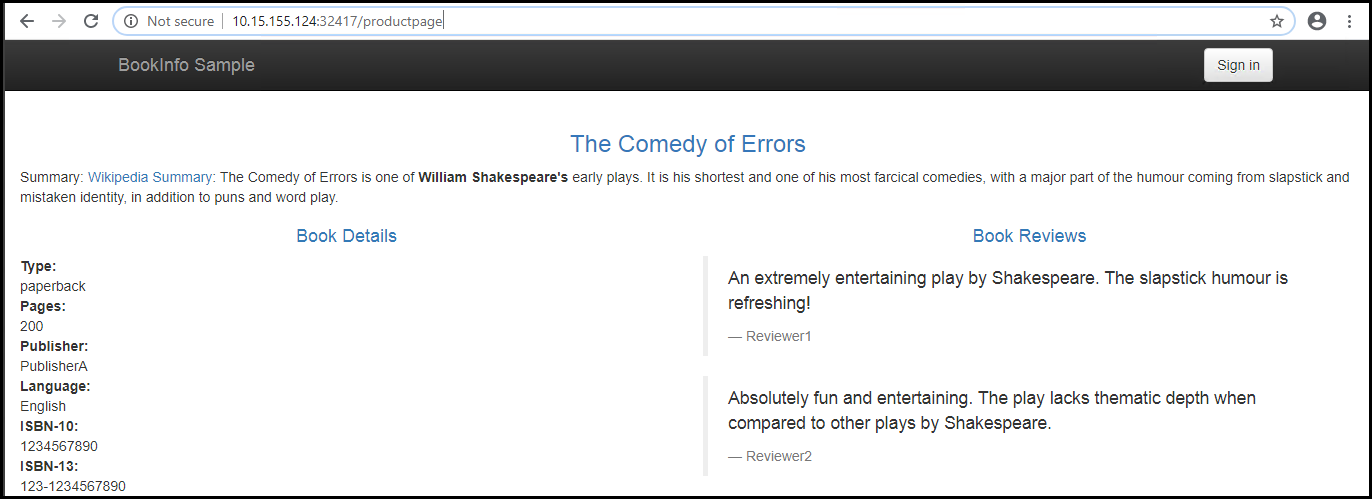 Not secure | 10.15.155.124:32417/productpage
BookInfo Sample
Sign in
The Comedy of Errors
Summary: Wikipedia Summary: The Comedy of Errors is one of William Shakespeare's early plays. It is his shortest and one of his most farcical comedies, with a major part of the humour coming from slapstick and
mistaken identity, in addition to puns and word play.
Book Details
Type:
paperback
Pages:
200
Publisher:
PublisherA
Language:
English
ISBN-10:
1234567890
ISBN-13:
123-1234567890
Book Reviews
An extremely entertaining play by Shakespeare. The slapstick humour is
refreshing!
— Reviewer1
Absolutely fun and entertaining. The play lacks thematic depth when
compared to other plays by Shakespeare.
— Reviewer2